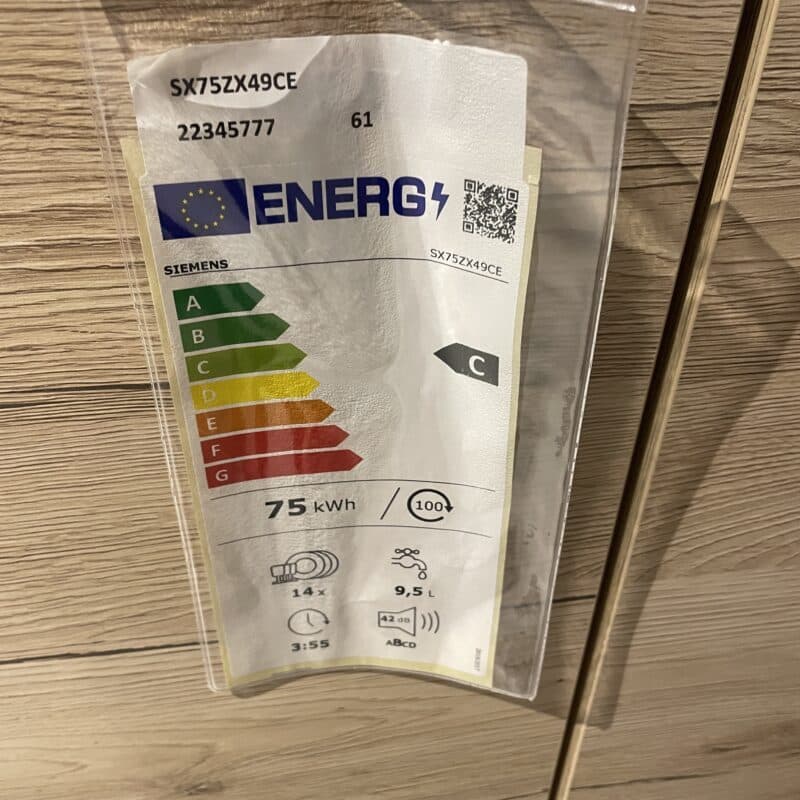 SX75ZX49CE
22345777 61
ENERG
SIEMENS SX75ZX49CE
A
B
C
C
D
E
F
G
75 kWh / 100
14 x 9,5 L
42 dB
3:55 ABCD